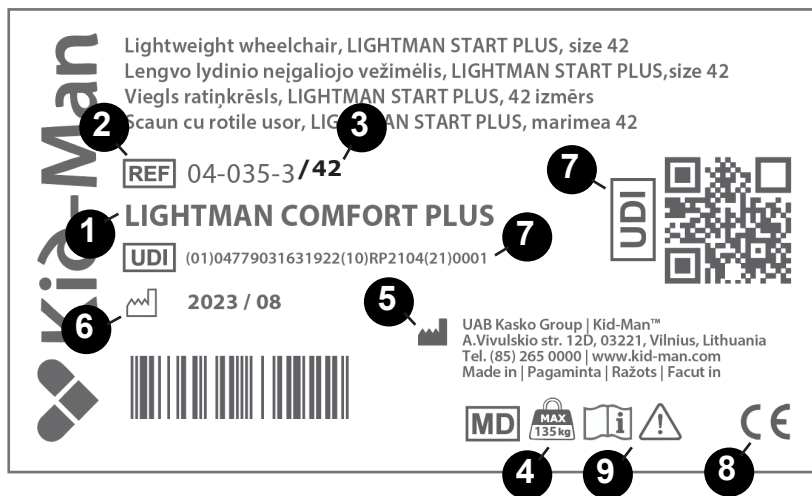 Kid-Man
Lightweight wheelchair, LIGHTMAN START PLUS, size 42
Lengvo lydinio neįgaliojo vežimėlis, LIGHTMAN START PLUS,size 42
Viegls ratiņkrēsls, LIGHTMAN START PLUS, 42 izmērs
Scaun cu rotile usor, LIGHTMAN START PLUS, marimea 42
2
3
REF 04-035-3/42
7
UDI
1
LIGHTMAN COMFORT PLUS
UDI (01)04779031631922(10)RP2104(21)0001
7
6
2023 / 08
5
UAB Kasko Group | Kid-Man™
A.Vivulskio str. 12D, 03221, Vilnius, Lithuania
Tel. (85) 265 0000 | www.kid-man.com
Made in | Pagaminta | Ražots | Facut in
MD
MAX
135kg
i
!
CE
4
9
8